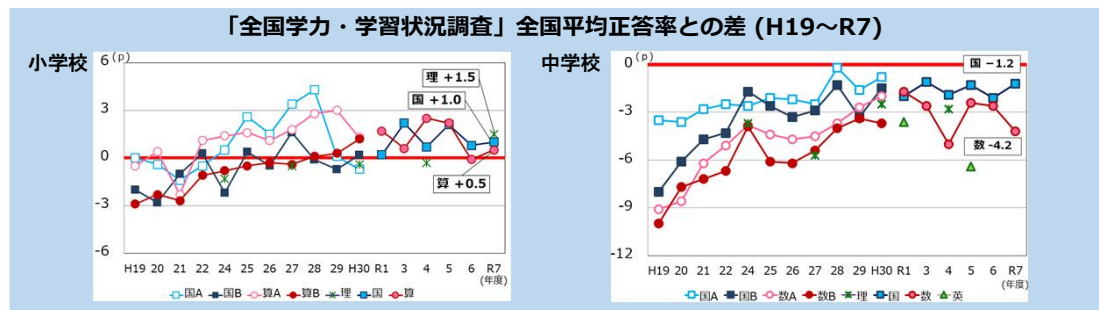 「全国学力・学習状況調査」全国平均正答率との差 (H19～R7)
小学校
(p)
6
3
0
-3
-6
理 +1.5
国 +1.0
算 +0.5
H19 20 21 22 24 25 26 27 28 29 H30 R1 3 4 5 6 R7
(年度)
国A 国B 算A 算B 理 国 算
中学校
(p)
0
-3
-6
-9
-12
国 −1.2
数 -4.2
H19 20 21 22 24 25 26 27 28 29 H30 R1 3 4 5 6 R7
(年度)
国A 国B 数A 数B 理 国 数 英